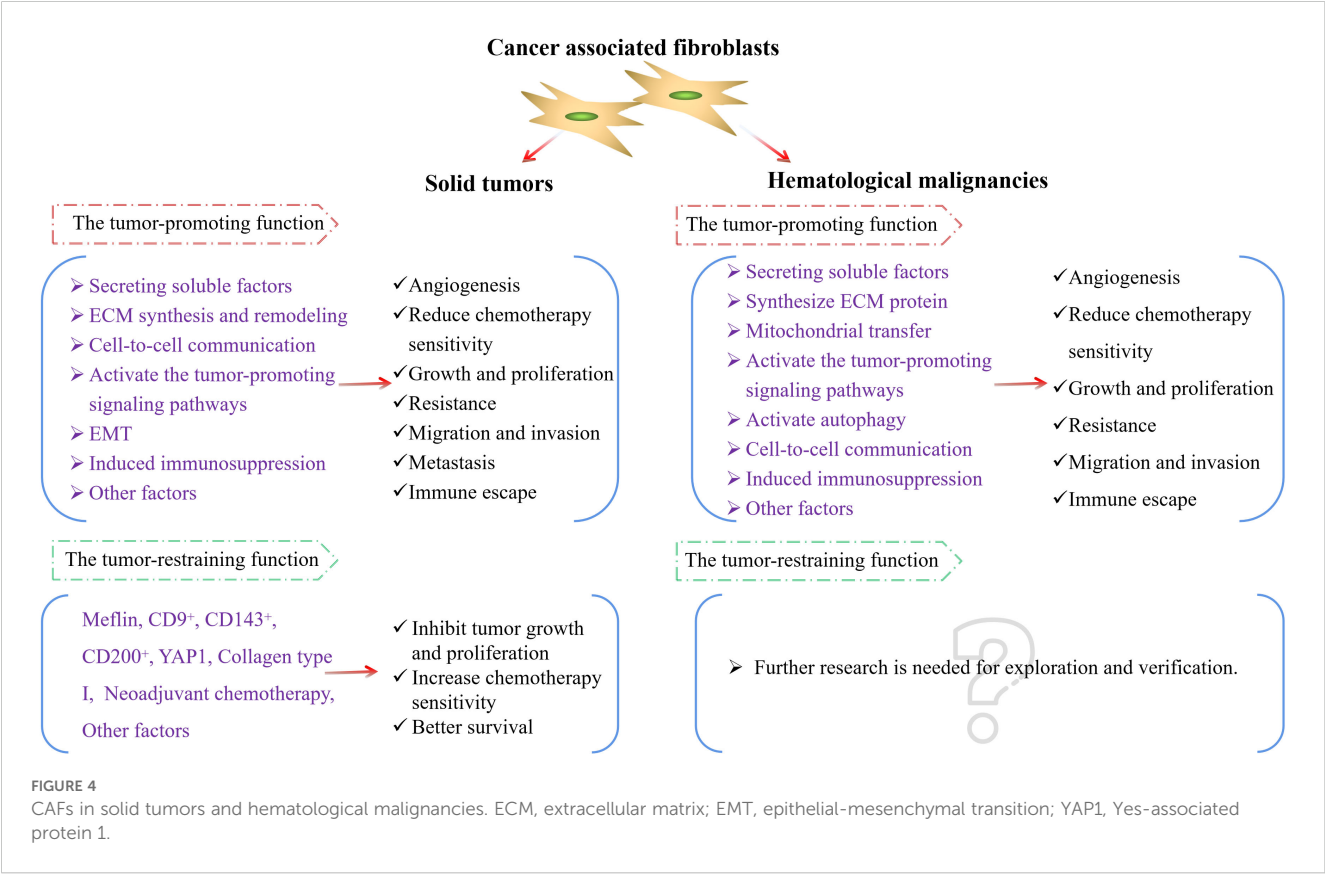 Cancer associated fibroblasts
Solid tumors
The tumor-promoting function
➢ Secreting soluble factors
➢ ECM synthesis and remodeling
➢ Cell-to-cell communication
➢ Activate the tumor-promoting
signaling pathways
➢ EMT
➢ Induced immunosuppression
➢ Other factors
✓Angiogenesis
✓Reduce chemotherapy
sensitivity
✓Growth and proliferation
✓Resistance
✓Migration and invasion
✓Metastasis
✓Immune escape
The tumor-restraining function
Meflin, CD9⁺, CD143⁺,
CD200⁺, YAP1, Collagen type
I, Neoadjuvant chemotherapy,
Other factors
✓ Inhibit tumor growth
and proliferation
✓ Increase chemotherapy
sensitivity
✓ Better survival
Hematological malignancies
The tumor-promoting function
➢ Secreting soluble factors
➢ Synthesize ECM protein
➢ Mitochondrial transfer
➢ Activate the tumor-promoting
signaling pathways
➢ Activate autophagy
➢ Cell-to-cell communication
➢ Induced immunosuppression
➢ Other factors
✓Angiogenesis
✓Reduce chemotherapy
sensitivity
✓Growth and proliferation
✓Resistance
✓Migration and invasion
✓Immune escape
The tumor-restraining function
?
➢ Further research is needed for exploration and verification.
FIGURE 4
CAFs in solid tumors and hematological malignancies. ECM, extracellular matrix; EMT, epithelial-mesenchymal transition; YAP1, Yes-associated
protein 1.